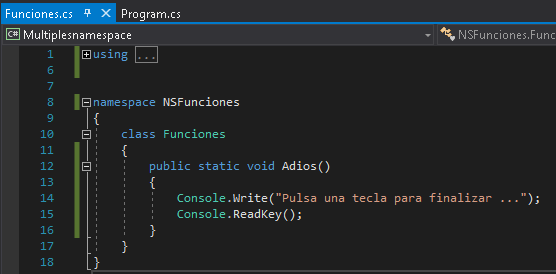 Funciones.cs Program.cs
C# Multiplesnamespace NSFunciones.Func
1 using ...
6
7
8 namespace NSFunciones
9 {
10 class Funciones
11 {
12 public static void Adios()
13 {
14 Console.Write("Pulsa una tecla para finalizar ...");
15 Console.ReadKey();
16 }
17 }
18 }